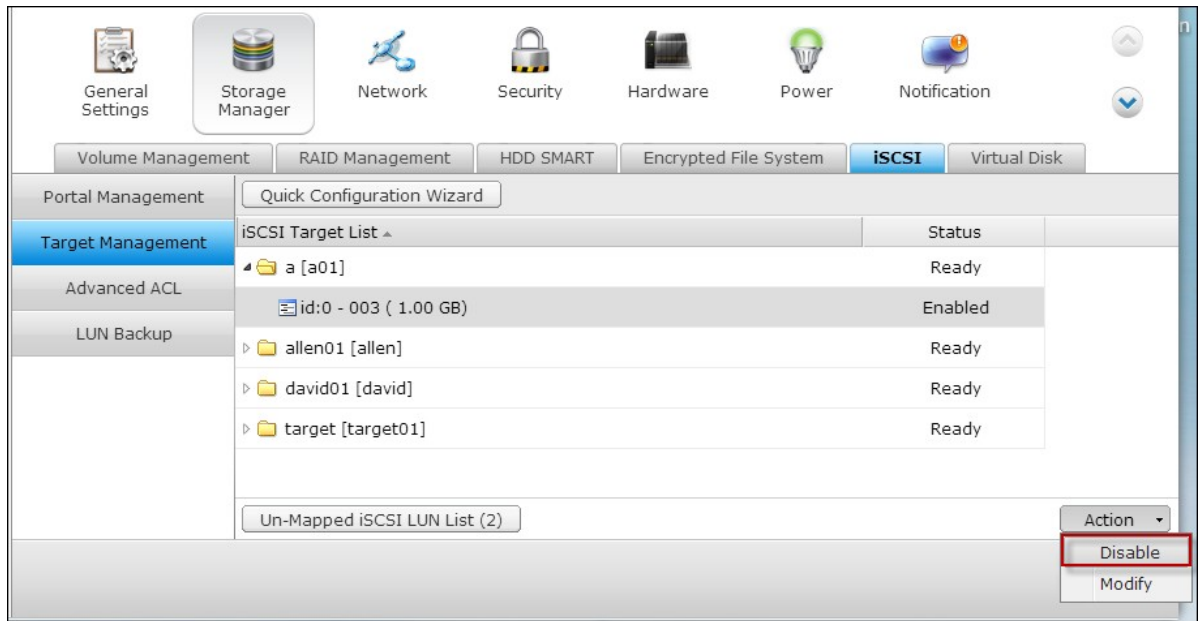 General Settings
Storage Manager
Network
Security
Hardware
Power
Notification
n
Volume Management
RAID Management
HDD SMART
Encrypted File System
iSCSI
Virtual Disk
Portal Management
Target Management
Advanced ACL
LUN Backup
Quick Configuration Wizard
iSCSI Target List
Status
a [a01]
Ready
id:0 - 003 ( 1.00 GB)
Enabled
allen01 [allen]
Ready
david01 [david]
Ready
target [target01]
Ready
Un-Mapped iSCSI LUN List (2)
Action
Disable
Modify